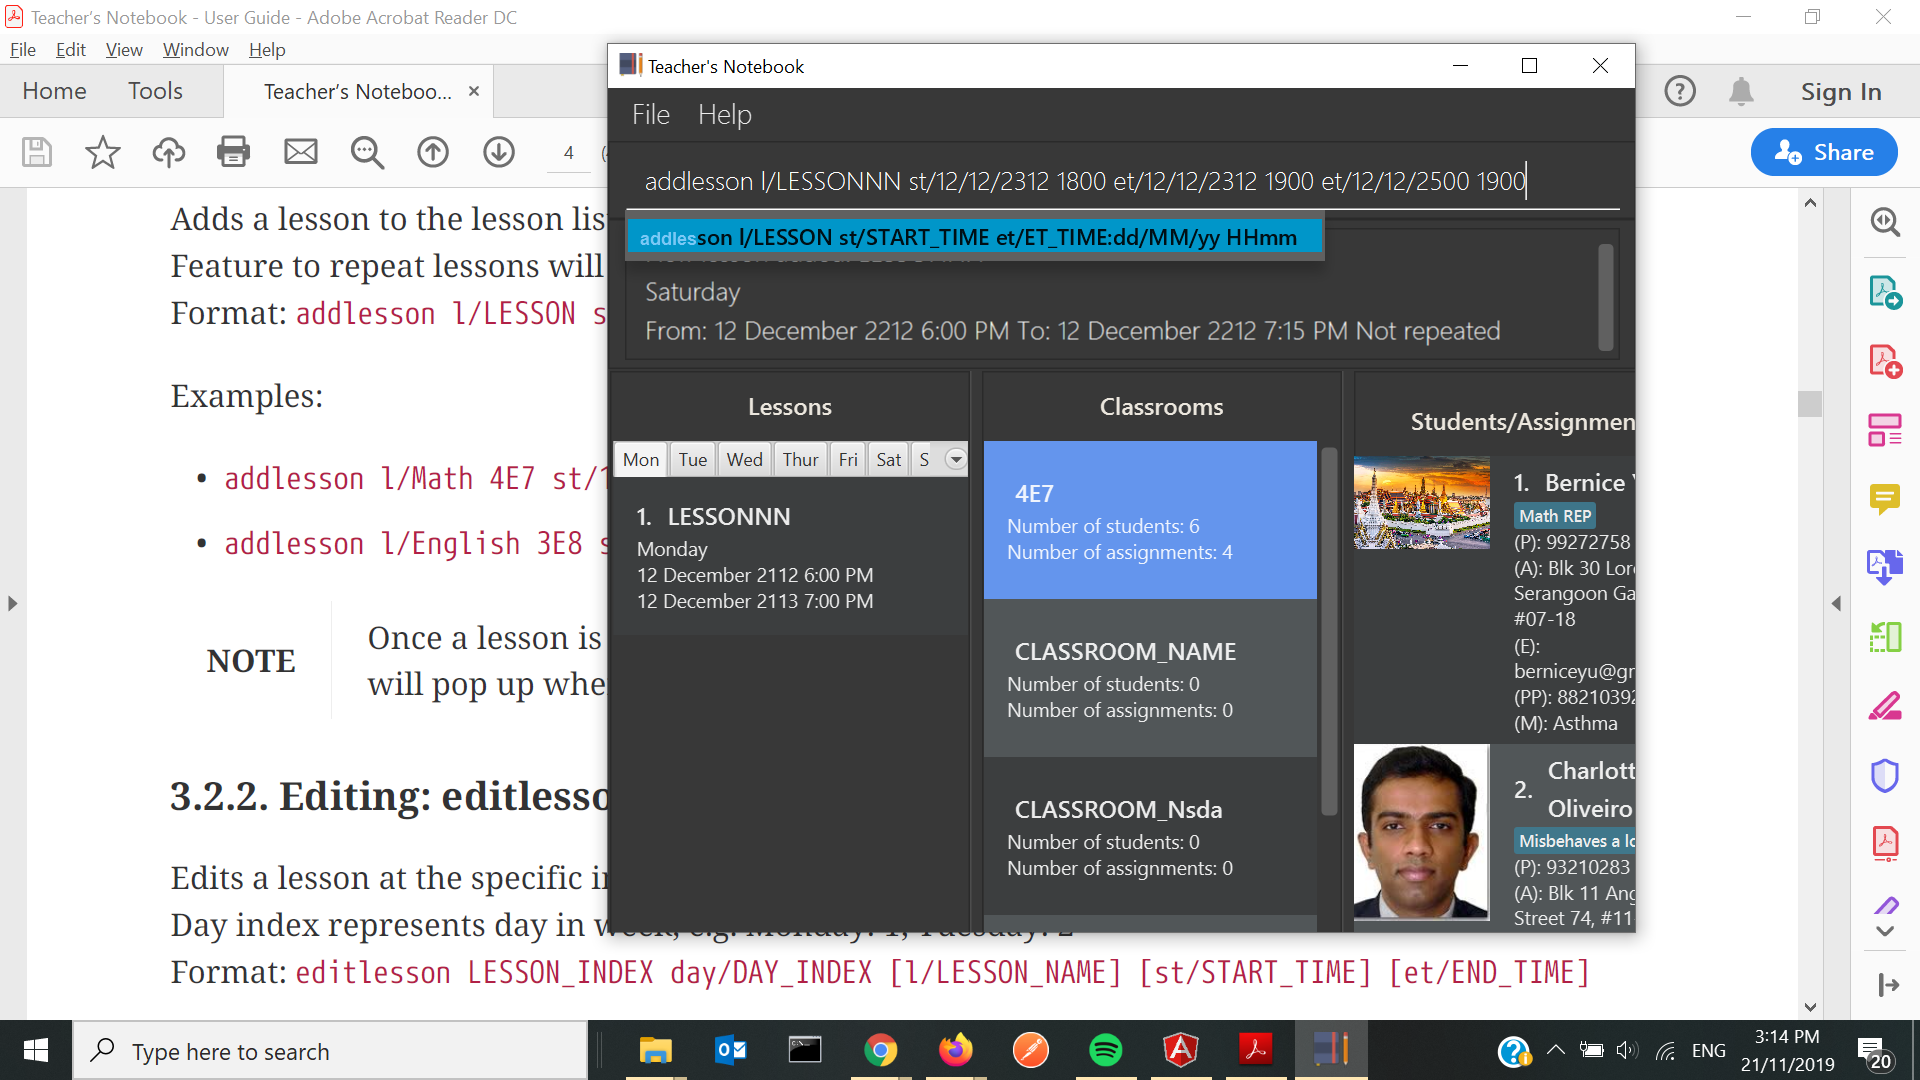 Teacher's Notebook - User Guide - Adobe Acrobat Reader DC
File Edit View Window Help
Home Tools Teacher's Noteboo... ×
Sign In
4
Share
Adds a lesson to the lesson lis
Feature to repeat lessons will
Format: addlesson l/LESSON s
Examples:
• addlesson l/Math 4E7 st/1
• addlesson l/English 3E8 s
NOTE
Once a lesson is
will pop up whe
3.2.2. Editing: editlesso
Edits a lesson at the specific i
Day index represents day in week, e.g. Monday: 1, Tuesday: 2
Format: editlesson LESSON_INDEX day/DAY_INDEX [l/LESSON_NAME] [st/START_TIME] [et/END_TIME]
Teacher's Notebook
File Help
addlesson l/LESSONNN st/12/12/2312 1800 et/12/12/2312 1900 et/12/12/2500 1900
addlesson l/LESSON st/START_TIME et/ET_TIME:dd/MM/yy HHmm
Saturday
From: 12 December 2212 6:00 PM To: 12 December 2212 7:15 PM Not repeated
Lessons
Mon Tue Wed Thur Fri Sat S
1. LESSONNN
Monday
12 December 2112 6:00 PM
12 December 2113 7:00 PM
Classrooms
4E7
Number of students: 6
Number of assignments: 4
CLASSROOM_NAME
Number of students: 0
Number of assignments: 0
CLASSROOM_Nsda
Number of students: 0
Number of assignments: 0
Students/Assignmen
1. Bernice
Math REP
(P): 99272758
(A): Blk 30 Lor
Serangoon Ga
#07-18
(E):
berniceyu@gr
(PP): 8821039
(M): Asthma
2. Charlott
Oliveiro
Misbehaves a lo
(P): 93210283
(A): Blk 11 Ang
Street 74, #11
Type here to search
ENG
3:14 PM
21/11/2019
20